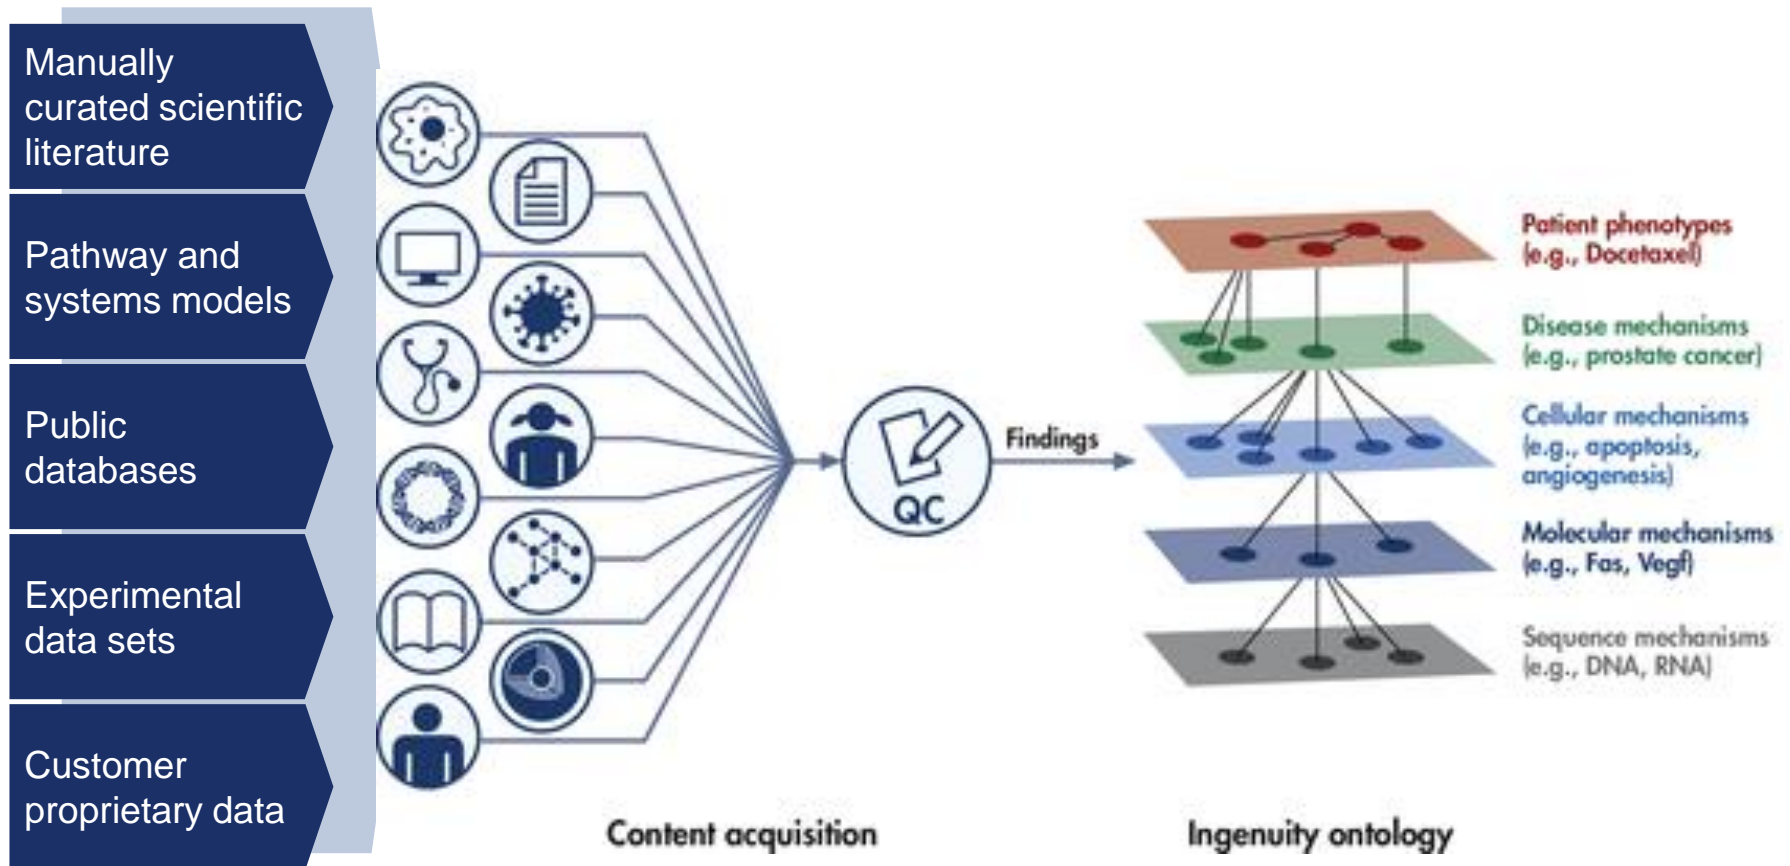 Manually
curated scientific
literature
Pathway and
systems models
Public
databases
Experimental
data sets
Customer
proprietary data
QC
Findings
Patient phenotypes
(e.g., Docetaxel)
Disease mechanisms
(e.g., prostate cancer)
Cellular mechanisms
(e.g., apoptosis,
angiogenesis)
Molecular mechanisms
(e.g., Fas, Vegf)
Sequence mechanisms
(e.g., DNA, RNA)
Content acquisition
Ingenuity ontology